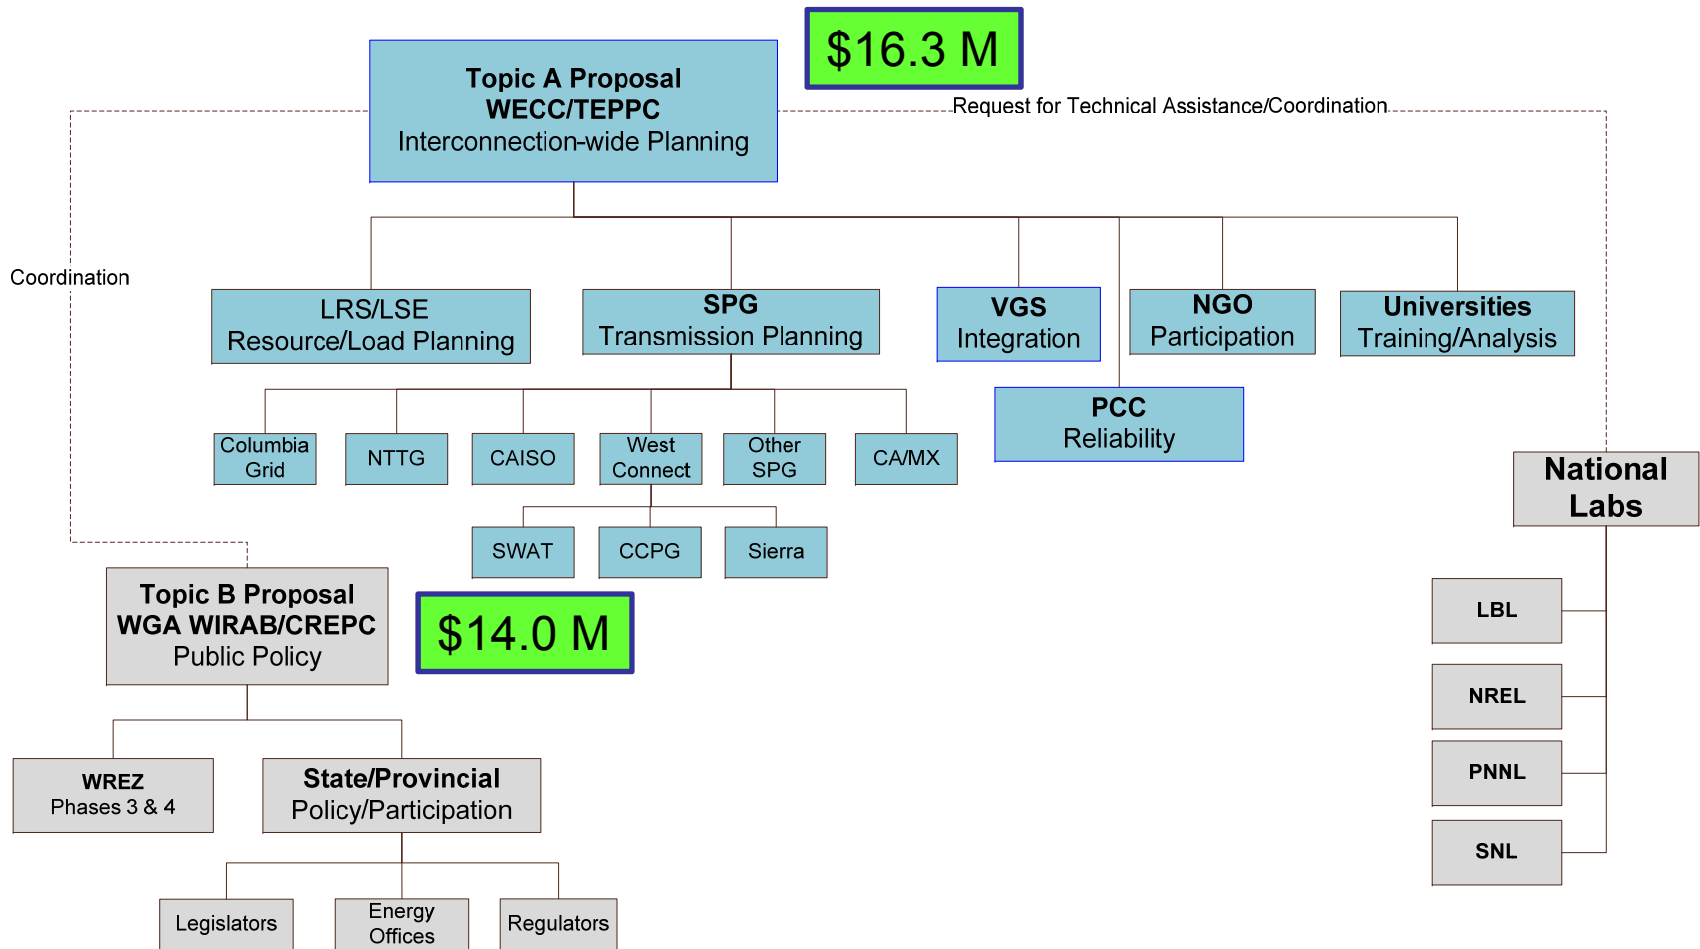 $16.3 M
Topic A Proposal
WECC/TEPPC
Interconnection-wide Planning
Request for Technical Assistance/Coordination
Coordination
LRS/LSE
Resource/Load Planning
SPG
Transmission Planning
VGS
Integration
NGO
Participation
Universities
Training/Analysis
PCC
Reliability
Columbia
Grid
NTTG
CAISO
West
Connect
Other
SPG
CA/MX
National
Labs
SWAT
CCPG
Sierra
Topic B Proposal
WGA WIRAB/CREPC
Public Policy
$14.0 M
LBL
NREL
PNNL
SNL
WREZ
Phases 3 & 4
State/Provincial
Policy/Participation
Legislators
Energy
Offices
Regulators